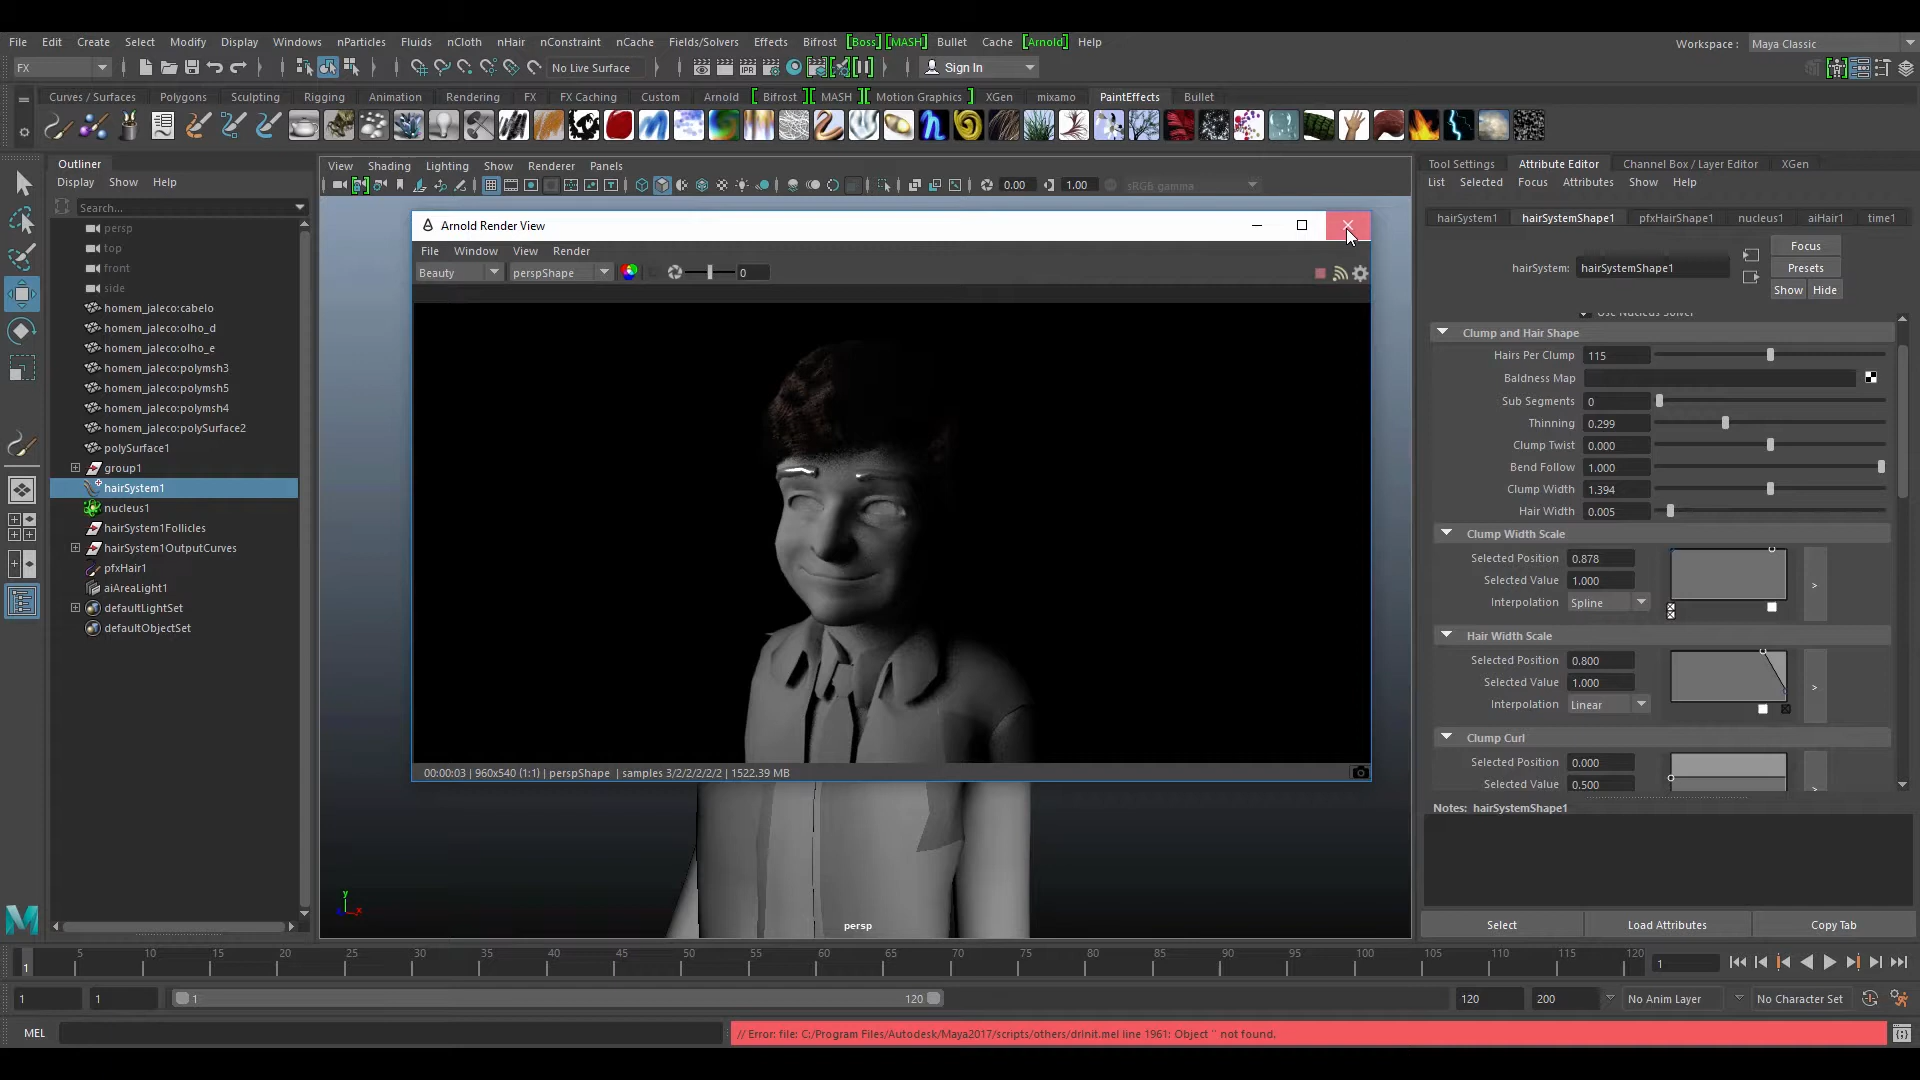 File Edit Create Select Modify Display Windows nParticles Fluids nCloth nHair nConstraint nCache Fields/Solvers Effects Bifrost [Boss] [MASH] Bullet Cache [Arnold] Help Workspace : Maya Classic
FX No Live Surface Sign In
Curves / Surfaces Polygons Sculpting Rigging Animation Rendering FX FX Caching Custom Arnold [ Bifrost ] [ MASH ] [ Motion Graphics ] XGen mixamo PaintEffects Bullet
Outliner
Display Show Help
Search...
persp
top
front
side
homem_jaleco:cabelo
homem_jaleco:olho_d
homem_jaleco:olho_e
homem_jaleco:polymsh3
homem_jaleco:polymsh5
homem_jaleco:polymsh4
homem_jaleco:polySurface2
polySurface1
group1
hairSystem1
nucleus1
hairSystem1Follicles
hairSystem1OutputCurves
pfxHair1
aiAreaLight1
defaultLightSet
defaultObjectSet
View Shading Lighting Show Renderer Panels
0.00 1.00 sRGB gamma
Arnold Render View
File Window View Render
Beauty perspShape 0
00:00:03 | 960x540 (1:1) | perspShape | samples 3/2/2/2/2/2 | 1522.39 MB
y
x
persp
Tool Settings Attribute Editor Channel Box / Layer Editor XGen
List Selected Focus Attributes Show Help
hairSystem1 hairSystemShape1 pfxHairShape1 nucleus1 aiHair1 time1
hairSystem: hairSystemShape1
Focus
Presets
Show Hide
Use Nucleus Solver
Clump and Hair Shape
Hairs Per Clump 115
Baldness Map
Sub Segments 0
Thinning 0.299
Clump Twist 0.000
Bend Follow 1.000
Clump Width 1.394
Hair Width 0.005
Clump Width Scale
Selected Position 0.878
Selected Value 1.000
Interpolation Spline
>
Hair Width Scale
Selected Position 0.800
Selected Value 1.000
Interpolation Linear
>
Clump Curl
Selected Position 0.000
Selected Value 0.500
>
Notes: hairSystemShape1
Select Load Attributes Copy Tab
1 5 10 15 20 25 30 35 40 45 50 55 60 65 70 75 80 85 90 95 100 105 110 115 120 1
1 1 1 120 120 200 No Anim Layer No Character Set
MEL // Error: file: C:/Program Files/Autodesk/Maya2017/scripts/others/drInit.mel line 1961: Object '' not found.